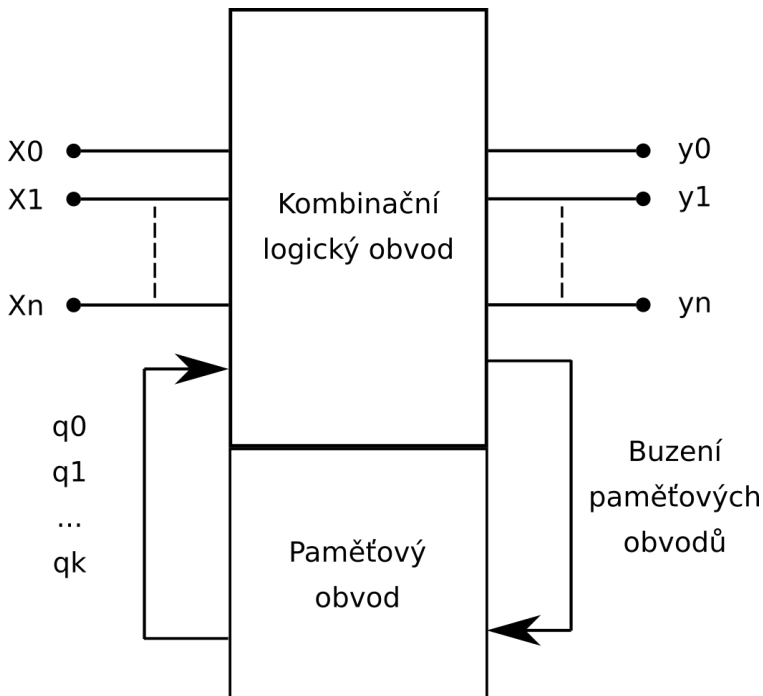 X0
X1
Xn
Kombinační
logický obvod
y0
y1
yn
q0
q1
...
qk
Paměťový
obvod
Buzení
paměťových
obvodů